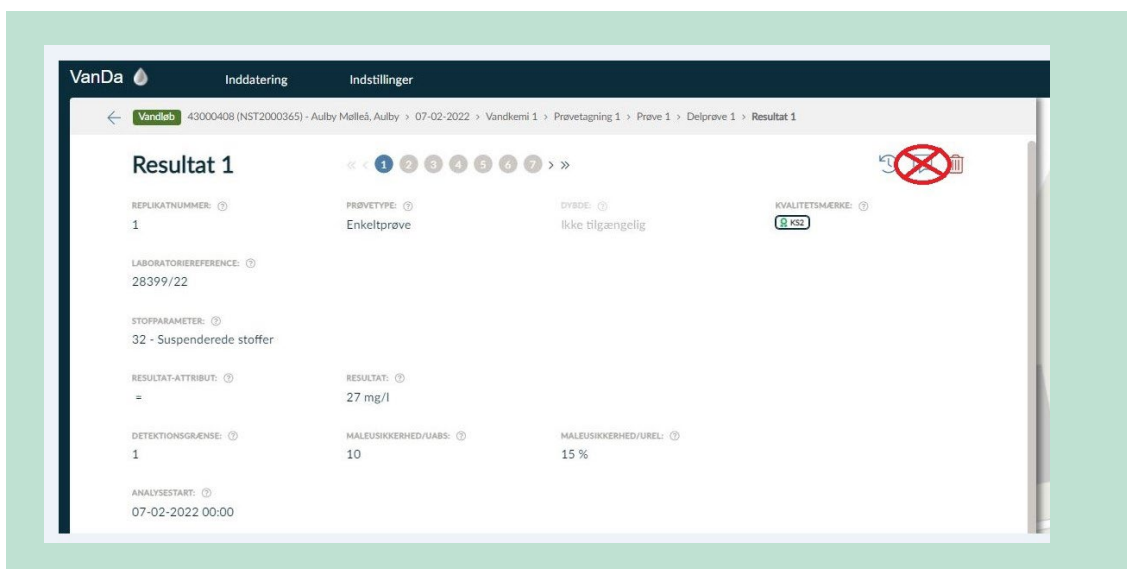 VanDa Inddatering Indstillinger
Vandløb 43000408 (NST2000365) - Aulby Mølleå, Aulby > 07-02-2022 > Vandkemi 1 > Prøvetagning 1 > Prøve 1 > Delprøve 1 > Resultat 1
Resultat 1 « < 1 2 3 4 5 6 7 > »
REPLIKATNUMMER: PRØVETYPE: DYBDE: KVALITETSMÆRKE:
1 Enkeltprøve Ikke tilgængelig KS2
LABORATORIEREFERENCE:
28399/22
STOFPARAMETER:
32 - Suspenderede stoffer
RESULTAT-ATTRIBUT: RESULTAT:
= 27 mg/l
DETEKTIONSGRÆNSE: MALEUSIKKERHED/UABS: MALEUSIKKERHED/UREL:
1 10 15 %
ANALYSESTART:
07-02-2022 00:00